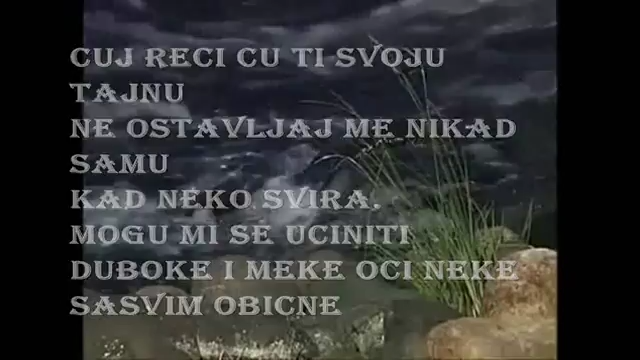 CUJ RECI CU TI SVOJU
TAJNU
NE OSTAVLJAJ ME NIKAD
SAMU
KAD NEKO SVIRA.
MOGU MI SE UCINITI
DUBOKE I MEKE OCI NEKE
SASVIM OBICNE